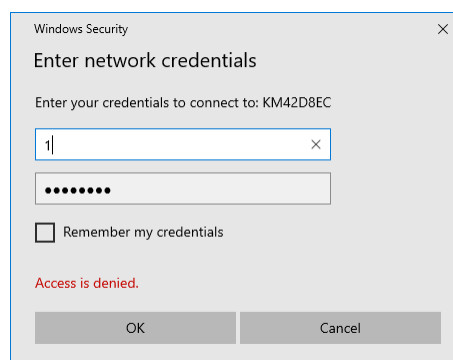 Windows Security
Enter network credentials
Enter your credentials to connect to: KM42D8EC
1
●●●●●●●●
Remember my credentials
Access is denied.
OK
Cancel